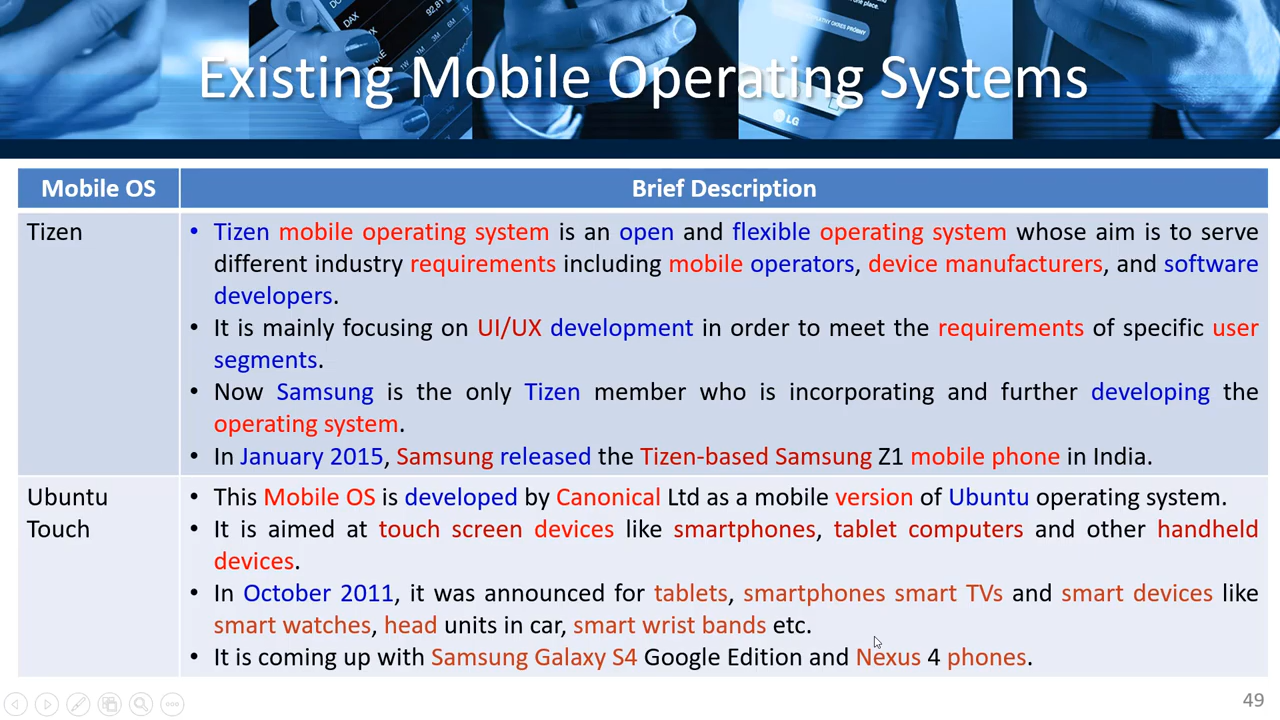 Existing Mobile Operating Systems
LG
Mobile OS
Brief Description
Tizen
• Tizen mobile operating system is an open and flexible operating system whose aim is to serve
different industry requirements including mobile operators, device manufacturers, and software
developers.
• It is mainly focusing on UI/UX development in order to meet the requirements of specific user
segments.
• Now Samsung is the only Tizen member who is incorporating and further developing the
operating system.
• In January 2015, Samsung released the Tizen-based Samsung Z1 mobile phone in India.
Ubuntu
Touch
• This Mobile OS is developed by Canonical Ltd as a mobile version of Ubuntu operating system.
• It is aimed at touch screen devices like smartphones, tablet computers and other handheld
devices.
• In October 2011, it was announced for tablets, smartphones smart TVs and smart devices like
smart watches, head units in car, smart wrist bands etc.
• It is coming up with Samsung Galaxy S4 Google Edition and Nexus 4 phones.
49